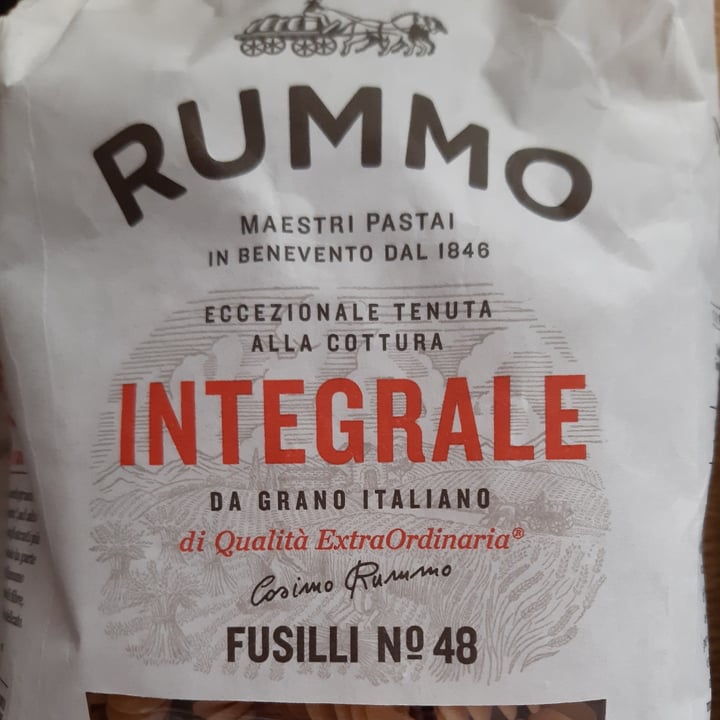 RUMMO
MAESTRI PASTAI
IN BENEVENTO DAL 1846
ECCEZIONALE TENUTA
ALLA COTTURA
INTEGRALE
DA GRANO ITALIANO
di Qualità ExtraOrdinaria®
Cosimo Rummo
FUSILLI Nº 48